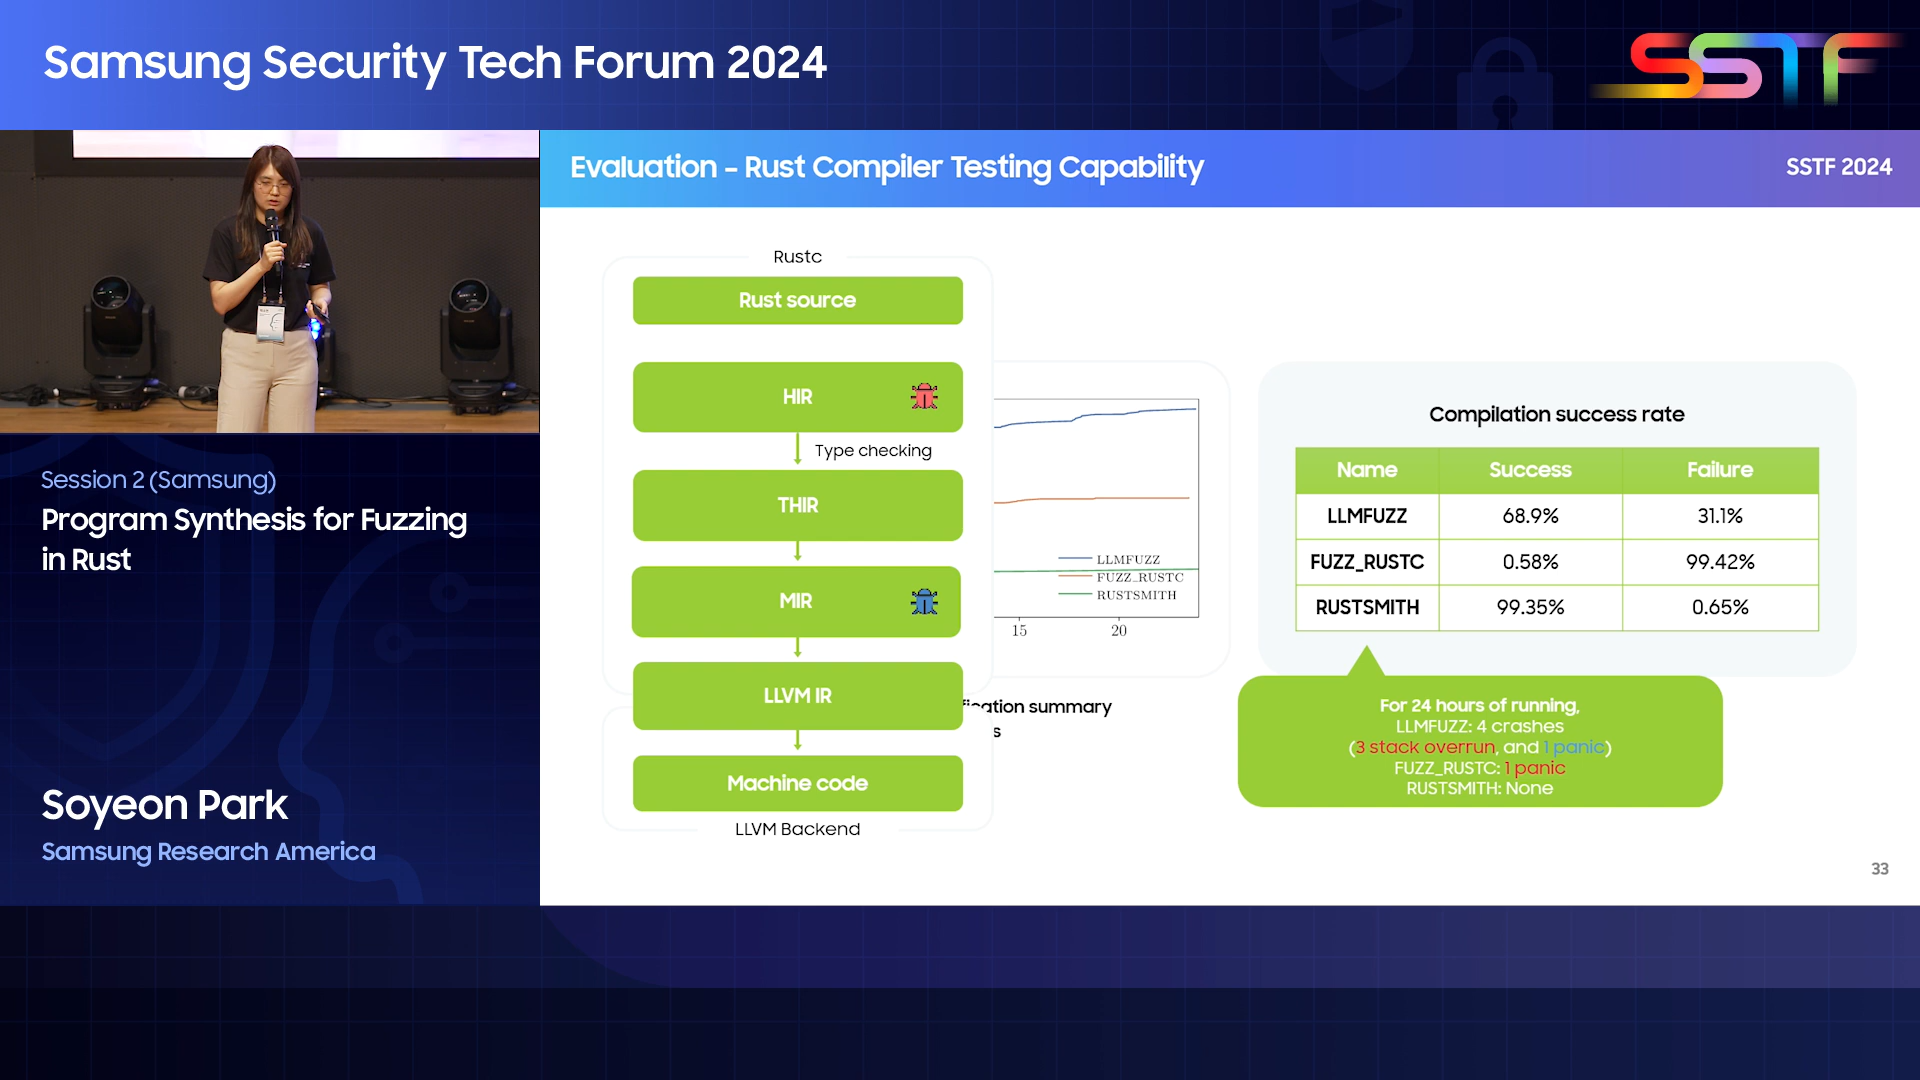 Samsung Security Tech Forum 2024
SSTF
Evaluation - Rust Compiler Testing Capability
SSTF 2024
Session 2 (Samsung)
Program Synthesis for Fuzzing
in Rust
Soyeon Park
Samsung Research America
Rustc
Rust source
HIR
Type checking
THIR
MIR
LLVM IR
Machine code
LLVM Backend
LLMFUZZ
FUZZ_RUSTC
RUSTSMITH
15 20
fication summary
s
Compilation success rate
Name Success Failure
LLMFUZZ 68.9% 31.1%
FUZZ_RUSTC 0.58% 99.42%
RUSTSMITH 99.35% 0.65%
For 24 hours of running,
LLMFUZZ: 4 crashes
(3 stack overrun, and 1 panic)
FUZZ_RUSTC: 1 panic
RUSTSMITH: None
33